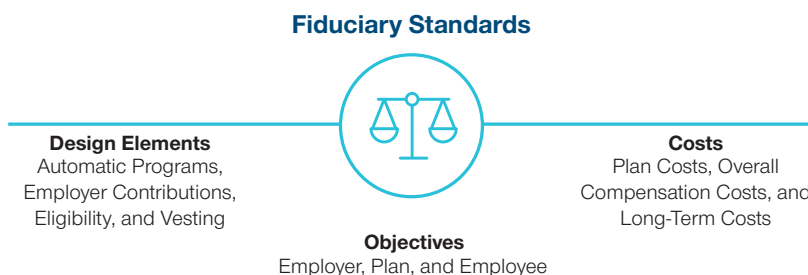 Fiduciary Standards
Design Elements
Automatic Programs,
Employer Contributions,
Eligibility, and Vesting
Objectives
Employer, Plan, and Employee
Costs
Plan Costs, Overall
Compensation Costs, and
Long-Term Costs